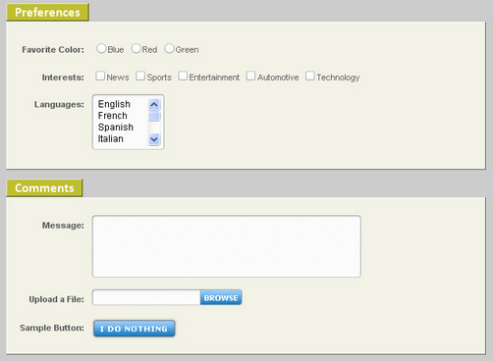 Preferences
Favorite Color: Blue Red Green
Interests: News Sports Entertainment Automotive Technology
Languages: English
French
Spanish
Italian
Comments
Message:
Upload a File: BROWSE
Sample Button: I DO NOTHING